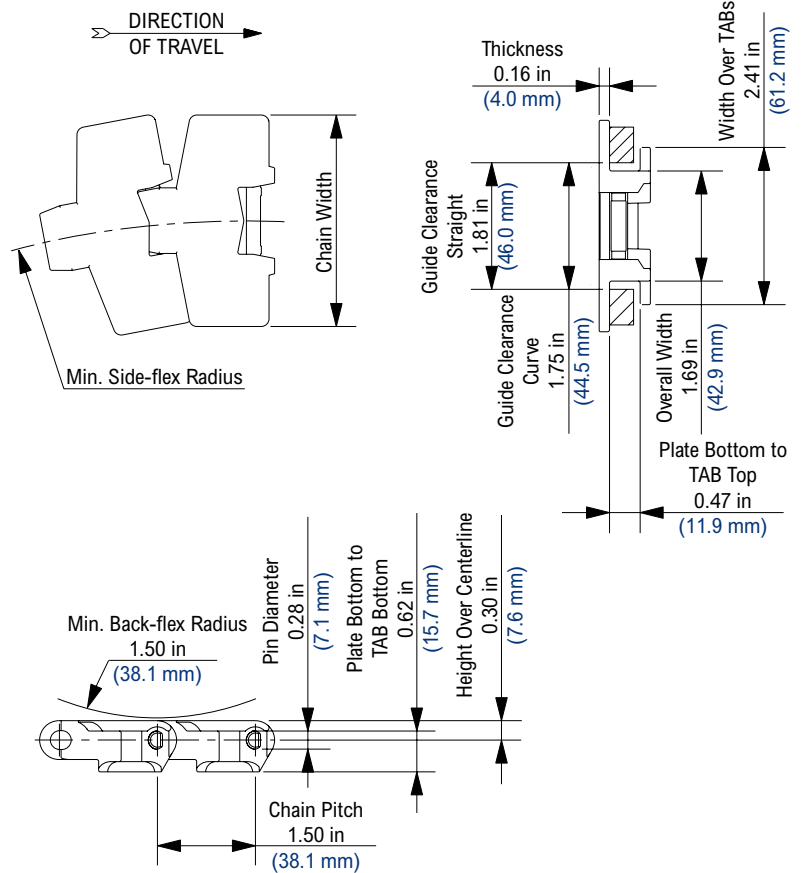 DIRECTION
OF TRAVEL
Chain Width
Min. Side-flex Radius
Thickness
0.16 in
(4.0 mm)
Width Over TABs
2.41 in
(61.2 mm)
Guide Clearance
Straight
1.81 in
(46.0 mm)
Guide Clearance
Curve
1.75 in
(44.5 mm)
Overall Width
1.69 in
(42.9 mm)
Plate Bottom to
TAB Top
0.47 in
(11.9 mm)
Min. Back-flex Radius
1.50 in
(38.1 mm)
Pin Diameter
0.28 in
(7.1 mm)
Plate Bottom to
TAB Bottom
0.62 in
(15.7 mm)
Height Over Centerline
0.30 in
(7.6 mm)
Chain Pitch
1.50 in
(38.1 mm)